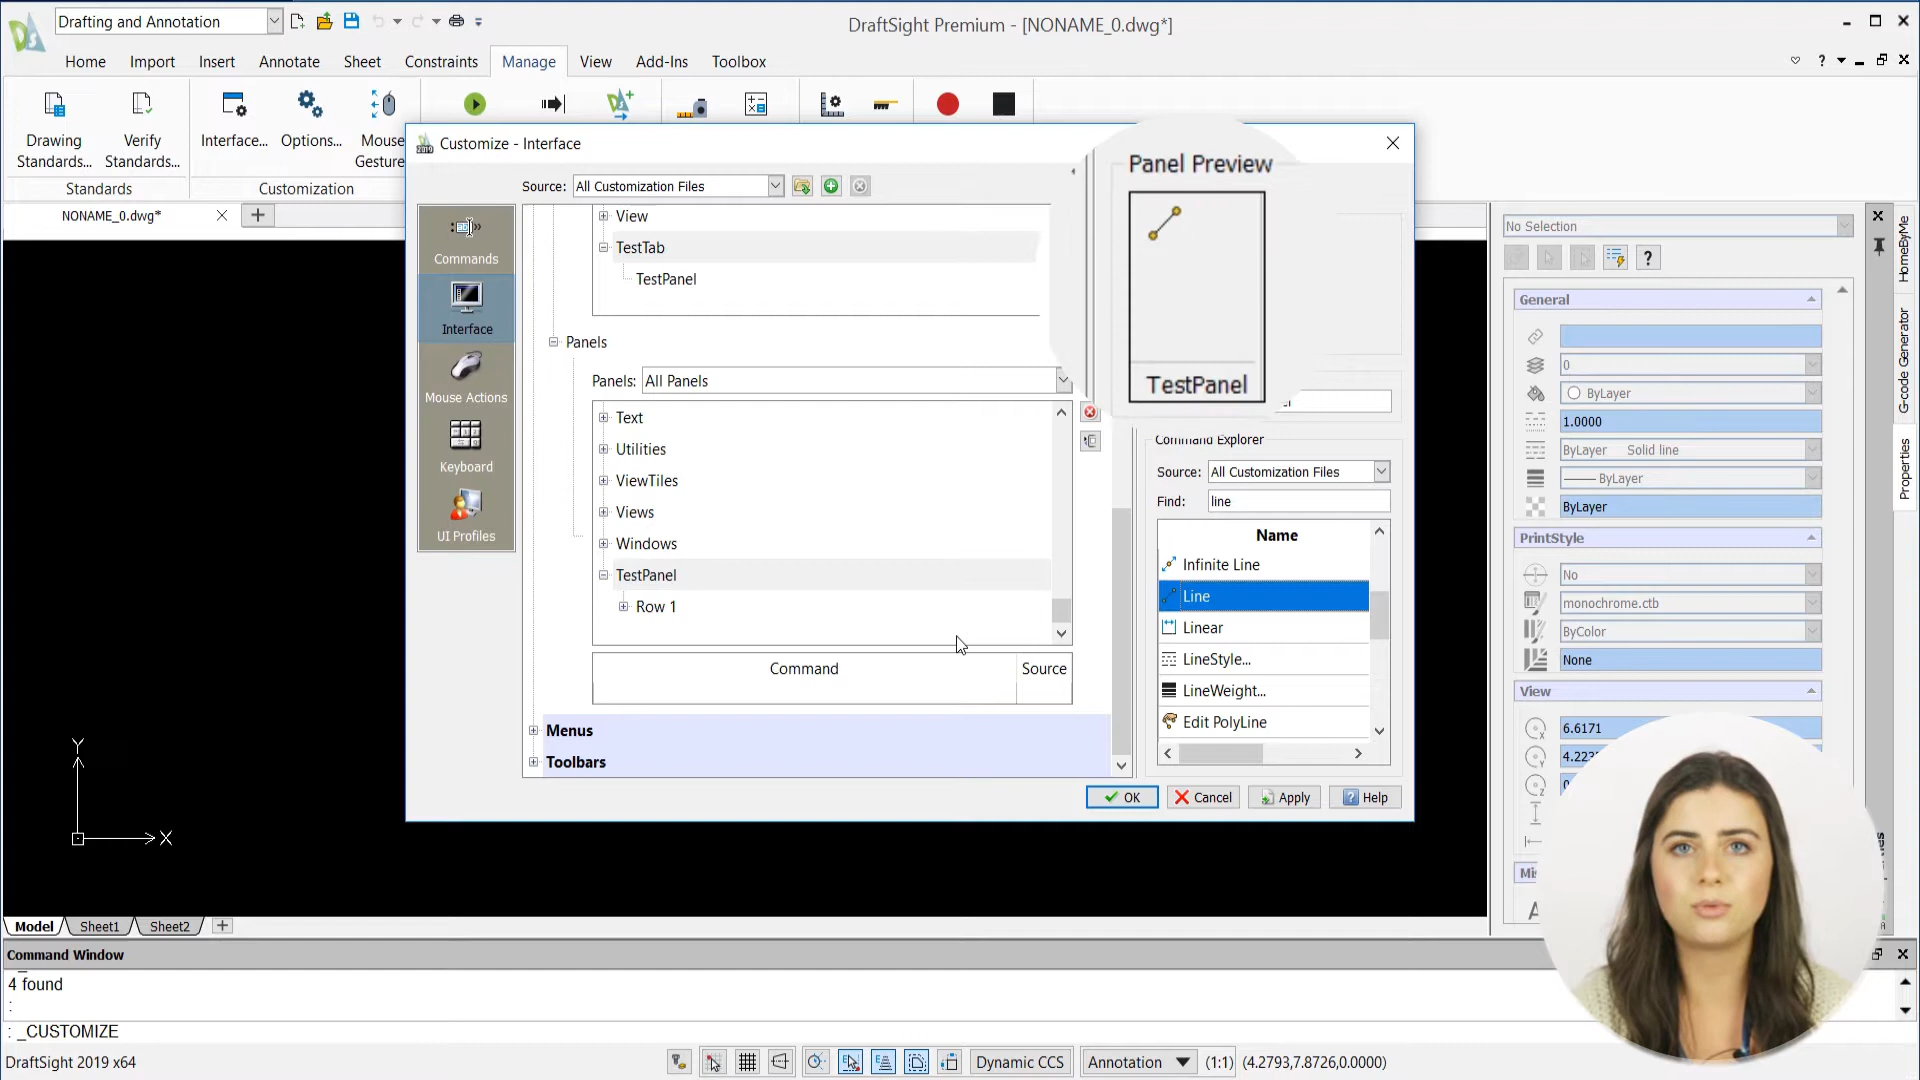 Drafting and Annotation
DraftSight Premium - [NONAME_0.dwg*]
Home Import Insert Annotate Sheet Constraints Manage View Add-Ins Toolbox
Drawing Standards...
Verify Standards...
Interface...
Options...
Mouse Gesture
Standards
Customization
NONAME_0.dwg*
Customize - Interface
Source: All Customization Files
Commands
Interface
Mouse Actions
Keyboard
UI Profiles
View
TestTab
TestPanel
Panels
Panels: All Panels
Text
Utilities
ViewTiles
Views
Windows
TestPanel
Row 1
Command Source
Menus
Toolbars
Panel Preview
TestPanel
Command Explorer
Source: All Customization Files
Find: line
Name
Infinite Line
Line
Linear
LineStyle...
LineWeight...
Edit PolyLine
OK Cancel Apply Help
No Selection
General
0
ByLayer
1.0000
ByLayer Solid line
ByLayer
ByLayer
PrintStyle
No
monochrome.ctb
ByColor
None
View
6.6171
HomeByMe
G-code Generator
Properties
Y
X
Model Sheet1 Sheet2
Command Window
4 found
:
: _CUSTOMIZE
DraftSight 2019 x64
Dynamic CCS Annotation (1:1) (4.2793,7.8726,0.0000)